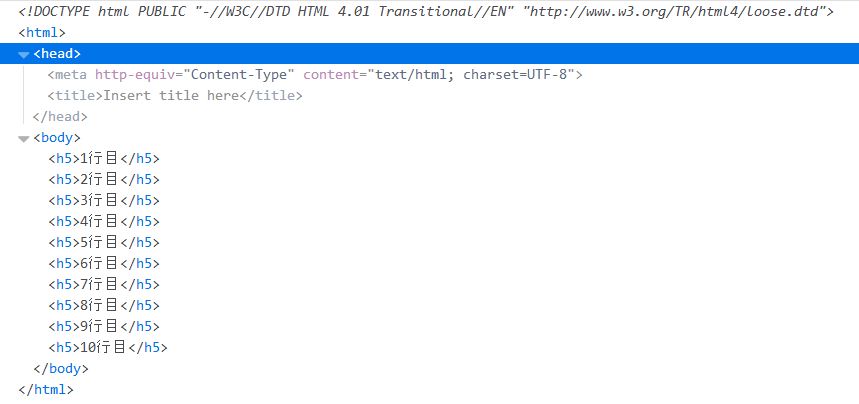 <!DOCTYPE html PUBLIC "-//W3C//DTD HTML 4.01 Transitional//EN" "http://www.w3.org/TR/html4/loose.dtd">
<html>
<head>
<meta http-equiv="Content-Type" content="text/html; charset=UTF-8">
<title>Insert title here</title>
</head>
<body>
<h5>1行目</h5>
<h5>2行目</h5>
<h5>3行目</h5>
<h5>4行目</h5>
<h5>5行目</h5>
<h5>6行目</h5>
<h5>7行目</h5>
<h5>8行目</h5>
<h5>9行目</h5>
<h5>10行目</h5>
</body>
</html>